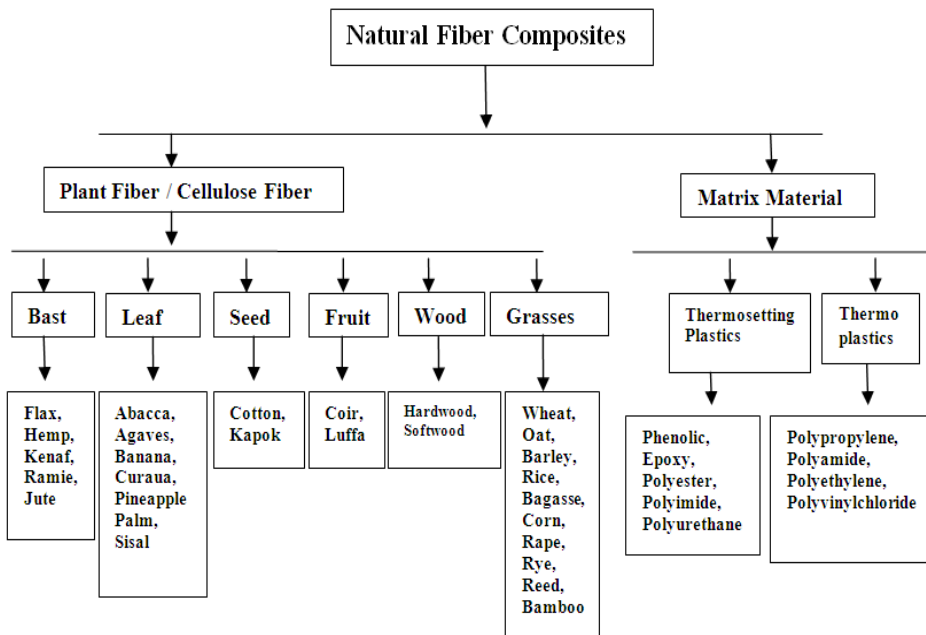 Natural Fiber Composites
Plant Fiber / Cellulose Fiber
Matrix Material
Bast
Leaf
Seed
Fruit
Wood
Grasses
Thermosetting
Plastics
Thermo
plastics
Flax,
Hemp,
Kenaf,
Ramie,
Jute
Abacca,
Agaves,
Banana,
Curaua,
Pineapple
Palm,
Sisal
Cotton,
Kapok
Coir,
Luffa
Hardwood,
Softwood
Wheat,
Oat,
Barley,
Rice,
Bagasse,
Corn,
Rape,
Rye,
Reed,
Bamboo
Phenolic,
Epoxy,
Polyester,
Polyimide,
Polyurethane
Polypropylene,
Polyamide,
Polyethylene,
Polyvinylchloride